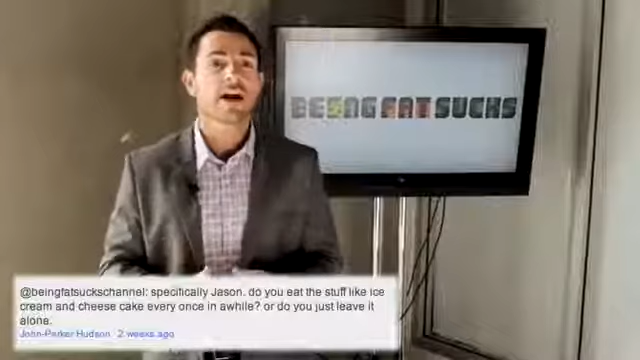 BEING FAT SUCKS
@beingfatsuckschannel: specifically Jason. do you eat the stuff like ice
cream and cheese cake every once in awhile? or do you just leave it
alone.
John-Parker Hudson 2 weeks ago